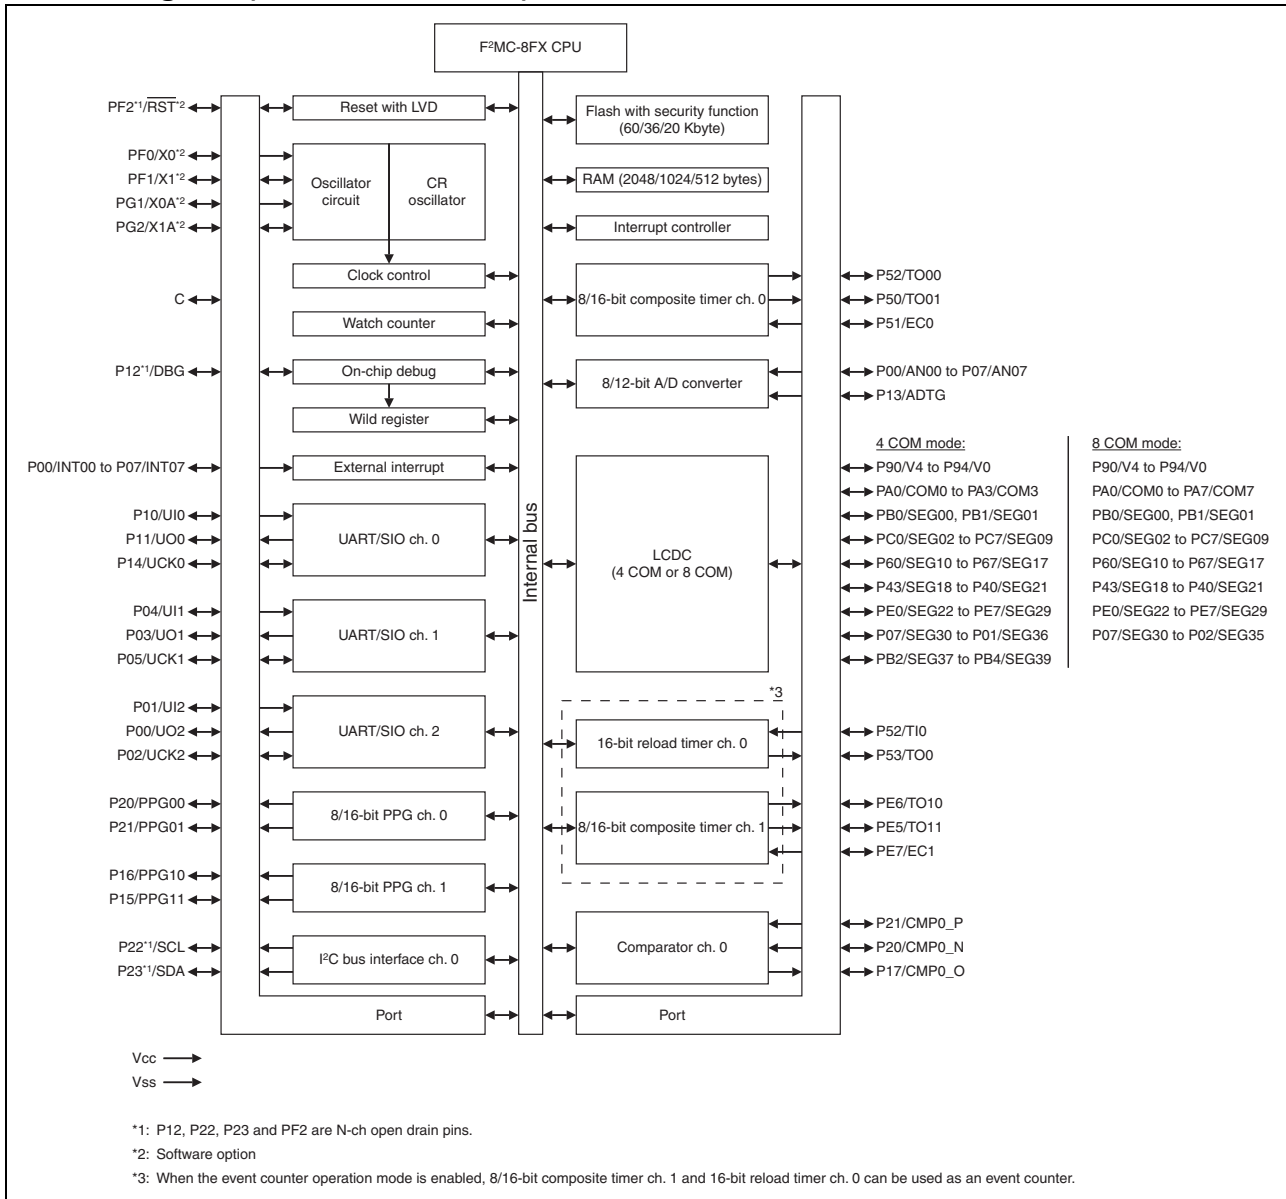 F²MC-8FX CPU
PF2*1/RST*2
Reset with LVD
Flash with security function
(60/36/20 Kbyte)
PF0/X0*2
PF1/X1*2
PG1/X0A*2
PG2/X1A*2
Oscillator
circuit
CR
oscillator
RAM (2048/1024/512 bytes)
Interrupt controller
Clock control
C
Watch counter
8/16-bit composite timer ch. 0
P52/TO00
P50/TO01
P51/EC0
P12*1/DBG
On-chip debug
Wild register
8/12-bit A/D converter
P00/AN00 to P07/AN07
P13/ADTG
P00/INT00 to P07/INT07
External interrupt
P10/UI0
P11/UO0
P14/UCK0
UART/SIO ch. 0
P04/UI1
P03/UO1
P05/UCK1
UART/SIO ch. 1
P01/UI2
P00/UO2
P02/UCK2
UART/SIO ch. 2
P20/PPG00
P21/PPG01
8/16-bit PPG ch. 0
P16/PPG10
P15/PPG11
8/16-bit PPG ch. 1
P22*1/SCL
P23*1/SDA
I²C bus interface ch. 0
Port
Internal bus
LCDC
(4 COM or 8 COM)
4 COM mode:
P90/V4 to P94/V0
PA0/COM0 to PA3/COM3
PB0/SEG00, PB1/SEG01
PC0/SEG02 to PC7/SEG09
P60/SEG10 to P67/SEG17
P43/SEG18 to P40/SEG21
PE0/SEG22 to PE7/SEG29
P07/SEG30 to P01/SEG36
PB2/SEG37 to PB4/SEG39
8 COM mode:
P90/V4 to P94/V0
PA0/COM0 to PA7/COM7
PB0/SEG00, PB1/SEG01
PC0/SEG02 to PC7/SEG09
P60/SEG10 to P67/SEG17
P43/SEG18 to P40/SEG21
PE0/SEG22 to PE7/SEG29
P07/SEG30 to P02/SEG35
*3
16-bit reload timer ch. 0
P52/TI0
P53/TO0
8/16-bit composite timer ch. 1
PE6/TO10
PE5/TO11
PE7/EC1
Comparator ch. 0
P21/CMP0_P
P20/CMP0_N
P17/CMP0_O
Port
Vcc
Vss
*1: P12, P22, P23 and PF2 are N-ch open drain pins.
*2: Software option
*3: When the event counter operation mode is enabled, 8/16-bit composite timer ch. 1 and 16-bit reload timer ch. 0 can be used as an event counter.